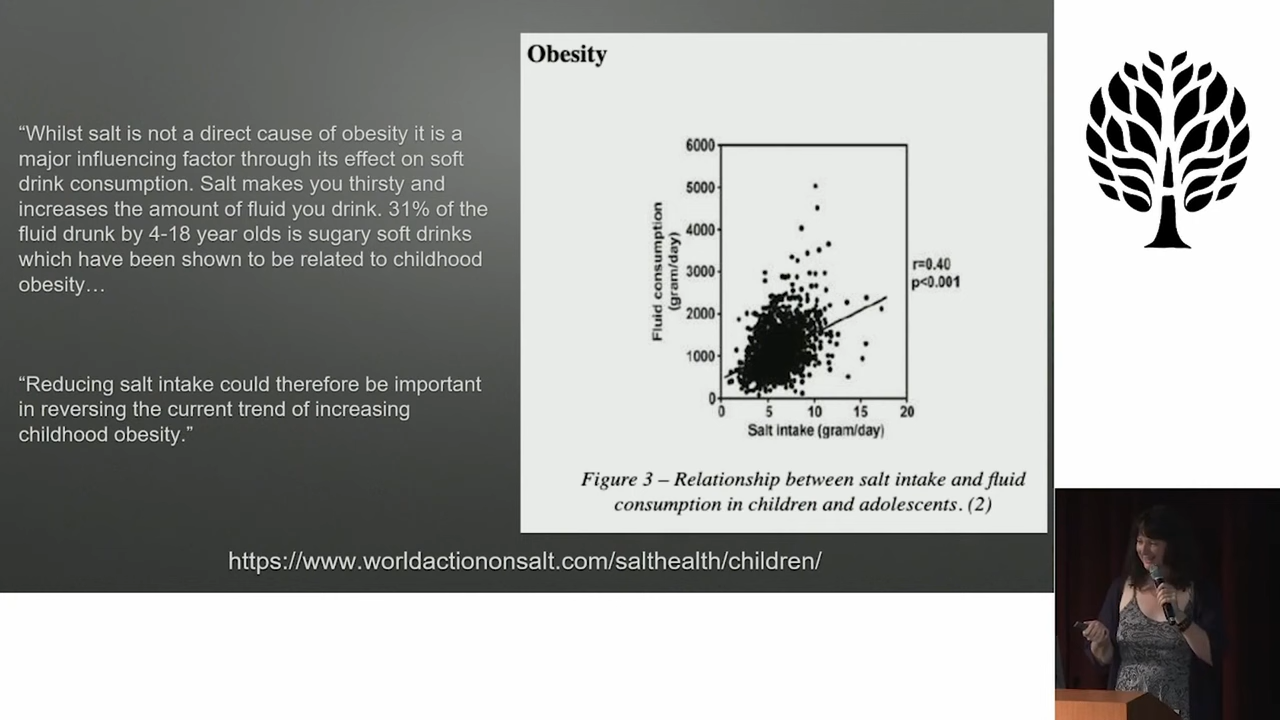 “Whilst salt is not a direct cause of obesity it is a
major influencing factor through its effect on soft
drink consumption. Salt makes you thirsty and
increases the amount of fluid you drink. 31% of the
fluid drunk by 4-18 year olds is sugary soft drinks
which have been shown to be related to childhood
obesity…
“Reducing salt intake could therefore be important
in reversing the current trend of increasing
childhood obesity.”
Obesity
6000
5000
4000
3000
2000
1000
0
Fluid consumption
(gram/day)
r=0.40
p<0.001
0 5 10 15 20
Salt intake (gram/day)
Figure 3 – Relationship between salt intake and fluid
consumption in children and adolescents. (2)
https://www.worldactiononsalt.com/salthealth/children/